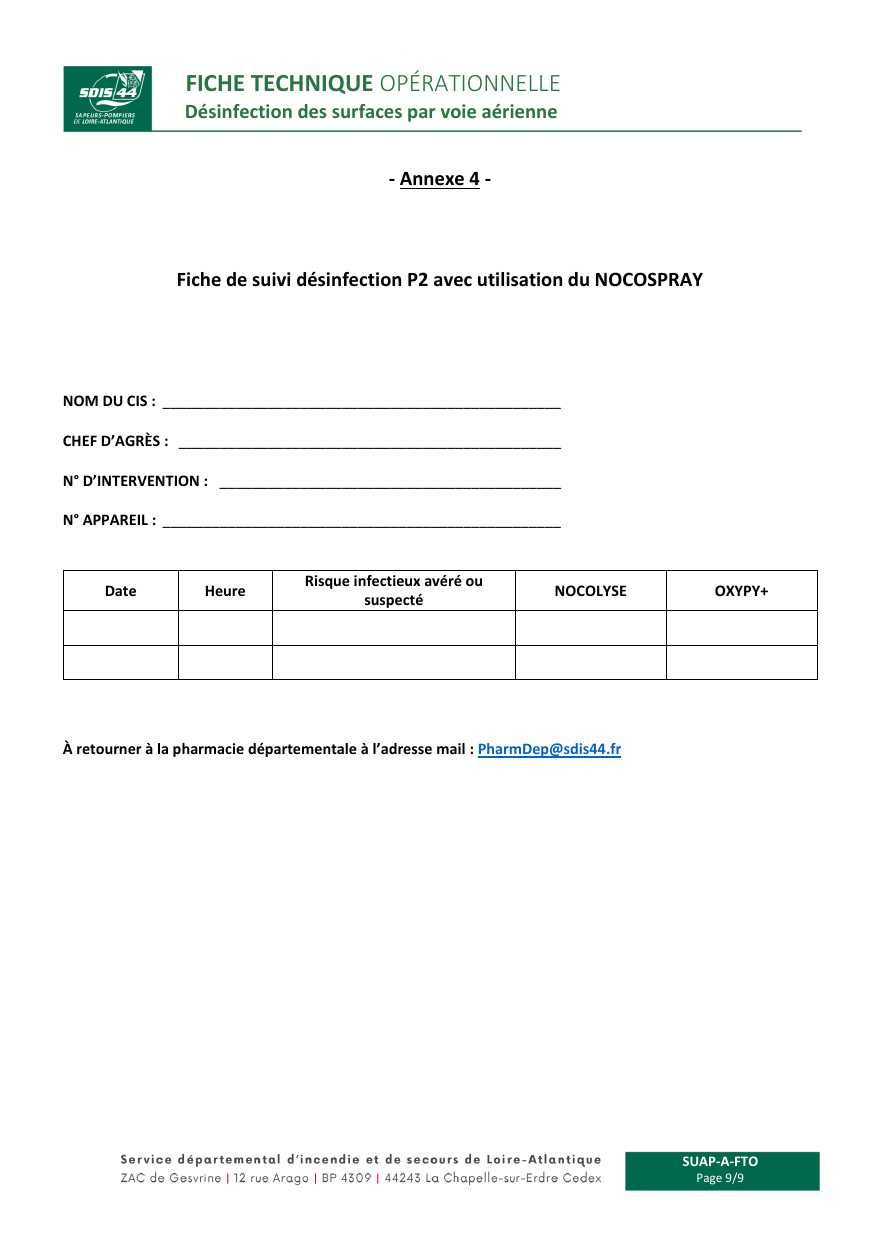 SDIS 44
SAPEURS-POMPIERS
DE LOIRE-ATLANTIQUE
FICHE TECHNIQUE OPÉRATIONNELLE
Désinfection des surfaces par voie aérienne
- Annexe 4 -
Fiche de suivi désinfection P2 avec utilisation du NOCOSPRAY
NOM DU CIS : ________________________________________________
CHEF D’AGRÈS : ______________________________________________
N° D’INTERVENTION : _________________________________________
N° APPAREIL : ________________________________________________
Date Heure Risque infectieux avéré ou suspecté NOCOLYSE OXYPY+
À retourner à la pharmacie départementale à l’adresse mail : PharmDep@sdis44.fr
Service départemental d’incendie et de secours de Loire-Atlantique
ZAC de Gesvrine | 12 rue Arago | BP 4309 | 44243 La Chapelle-sur-Erdre Cedex
SUAP-A-FTO
Page 9/9